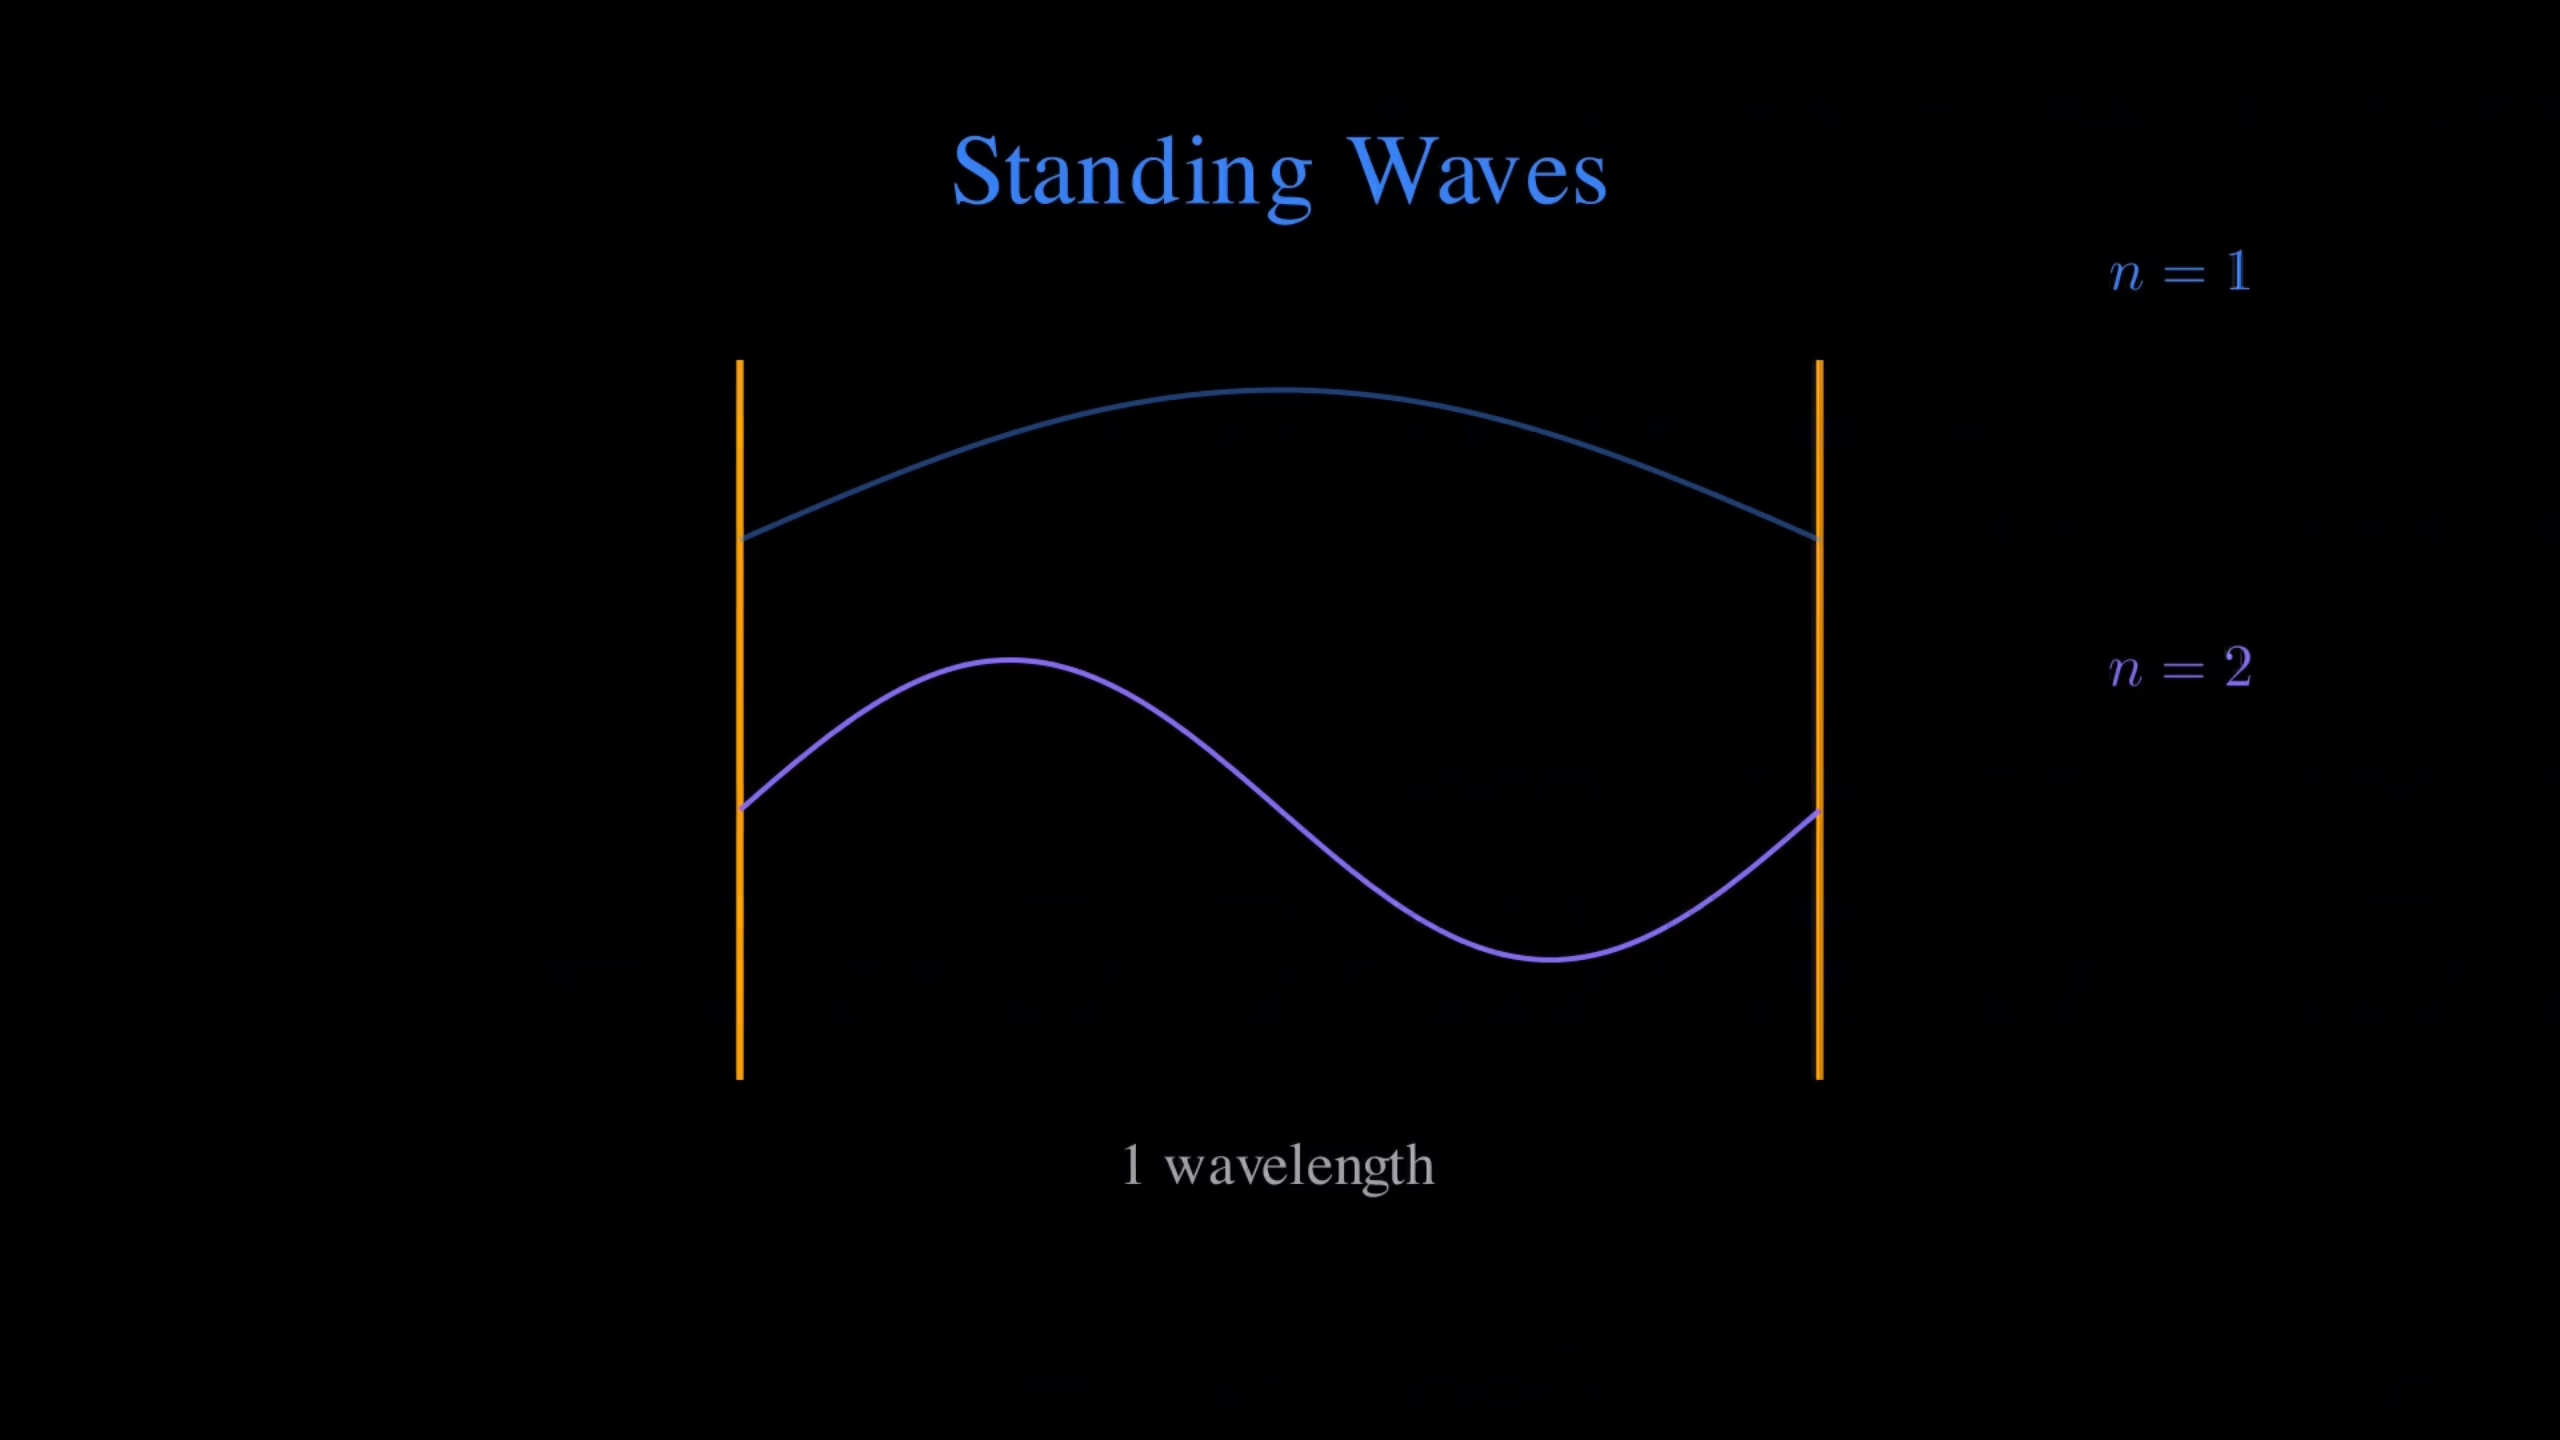 Standing Waves
n = 1
n = 2
1 wavelength